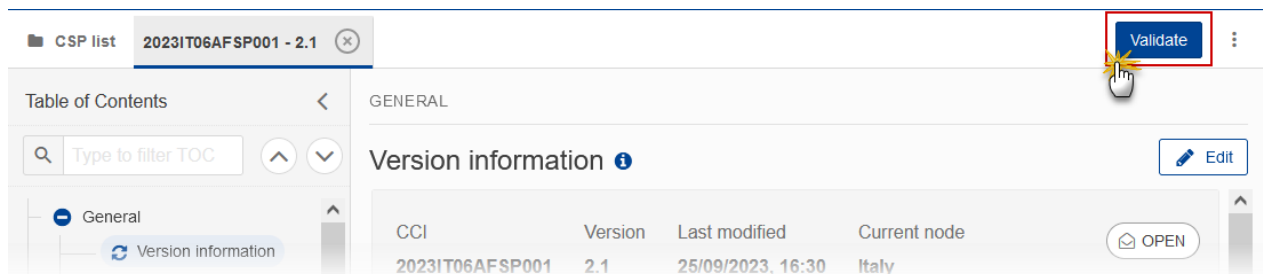 CSP list 2023IT06AFSP001 - 2.1 Validate
Table of Contents
GENERAL
Type to filter TOC
Version information
Edit
General
Version information
CCI Version Last modified Current node
OPEN
2023IT06AFSP001 2.1 25/09/2023, 16:30 Italy